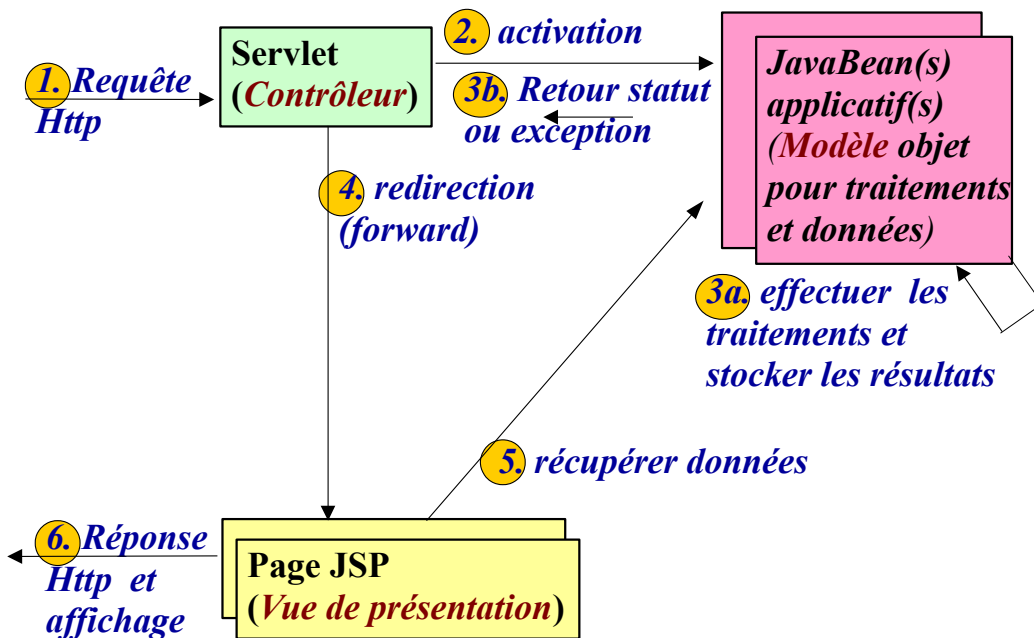 1. Requête
Http
Servlet
(Contrôleur)
2. activation
3b. Retour statut
ou exception
JavaBean(s)
applicatif(s)
(Modèle objet
pour traitements
et données)
4. redirection
(forward)
3a. effectuer les
traitements et
stocker les résultats
5. récupérer données
6. Réponse
Http et
affichage
Page JSP
(Vue de présentation)